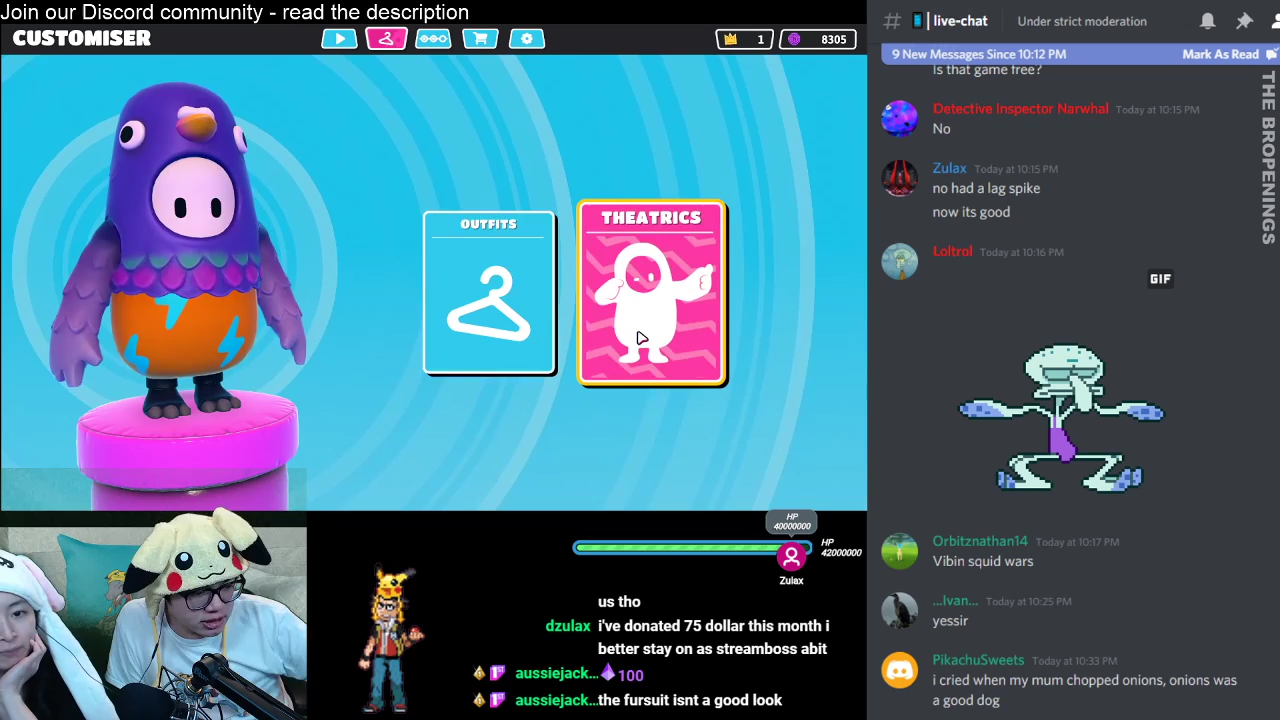 Join our Discord community - read the description
CUSTOMISER
1
8305
OUTFITS
THEATRICS
HP
40000000
HP
42000000
Zulax
us tho
dzulax i've donated 75 dollar this month i
better stay on as streamboss abit
aussiejack... 100
aussiejack...the fursuit isnt a good look
# | live-chat Under strict moderation
9 New Messages Since 10:12 PM Mark As Read
Is that game free?
Detective Inspector Narwhal Today at 10:15 PM
No
Zulax Today at 10:15 PM
no had a lag spike
now its good
Loltrol Today at 10:16 PM
GIF
Orbitznathan14 Today at 10:17 PM
Vibin squid wars
...Ivan... Today at 10:25 PM
yessir
PikachuSweets Today at 10:33 PM
i cried when my mum chopped onions, onions was
a good dog
THE BROPENINGS